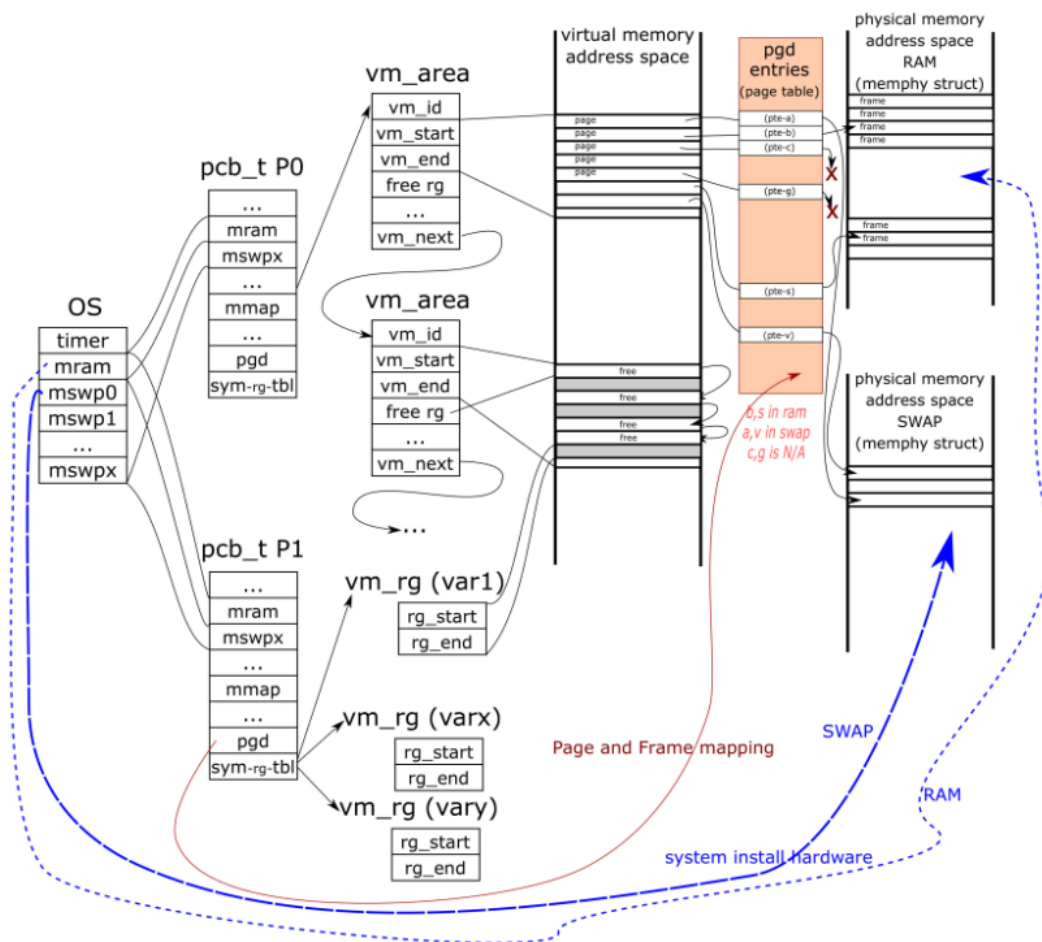 OS
timer
mram
mswp0
mswp1
...
mswpx
pcb_t P0
...
mram
mswpx
...
mmap
...
pgd
sym-rg-tbl
pcb_t P1
...
mram
mswpx
...
mmap
...
pgd
sym-rg-tbl
vm_area
vm_id
vm_start
vm_end
free rg
...
vm_next
vm_area
vm_id
vm_start
vm_end
free rg
...
vm_next
...
vm_rg (var1)
rg_start
rg_end
vm_rg (varx)
rg_start
rg_end
vm_rg (vary)
rg_start
rg_end
virtual memory
address space
page
page
page
page
page
free
free
free
free
pgd
entries
(page table)
(pte-a)
(pte-b)
(pte-c)
X
(pte-g)
X
(pte-s)
(pte-v)
b,s in ram
a,v in swap
c,g is N/A
physical memory
address space
RAM
(memphy struct)
frame
frame
frame
frame
frame
frame
physical memory
address space
SWAP
(memphy struct)
Page and Frame mapping
SWAP
RAM
system install hardware